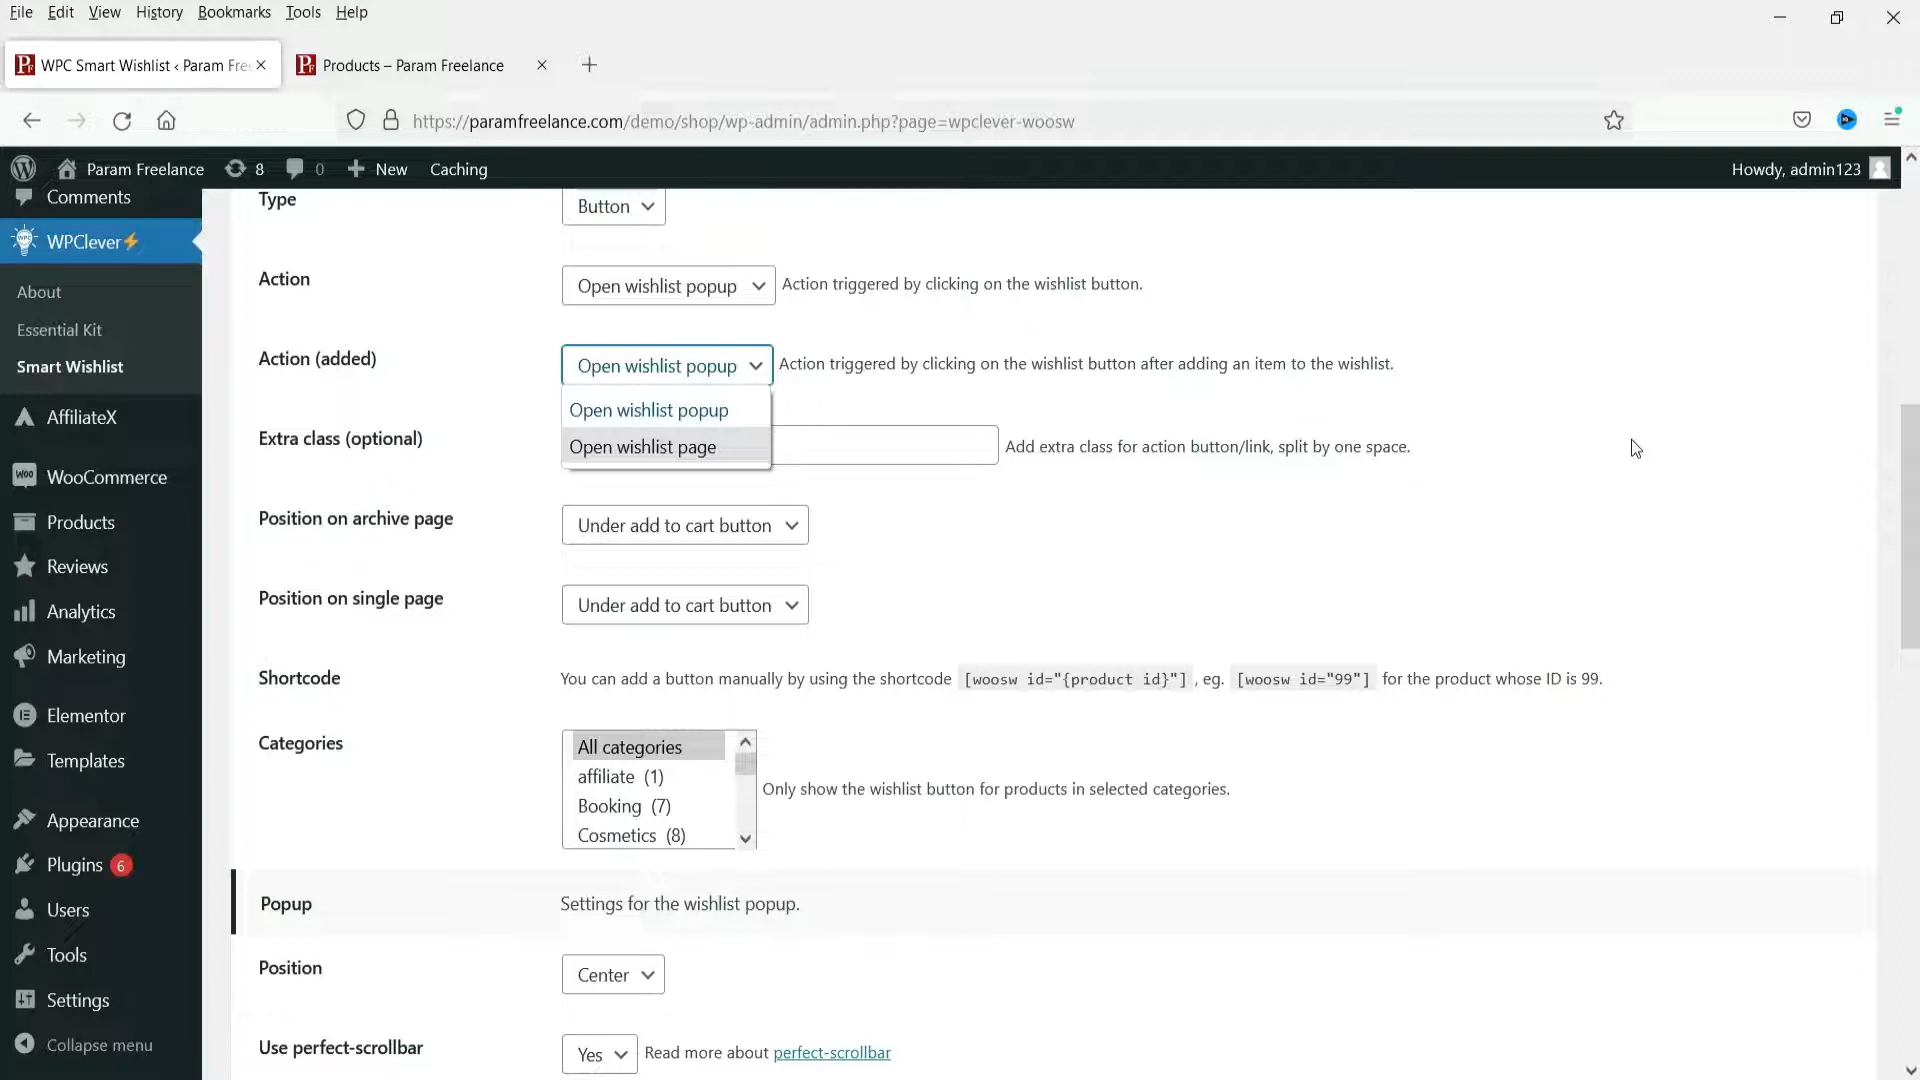 File Edit View History Bookmarks Tools Help
WPC Smart Wishlist ‹ Param Free
Products – Param Freelance
https://paramfreelance.com/demo/shop/wp-admin/admin.php?page=wpclever-woosw
Param Freelance 8 0 New Caching Howdy, admin123
Comments
WPClever⚡
About
Essential Kit
Smart Wishlist
AffiliateX
WooCommerce
Products
Reviews
Analytics
Marketing
Elementor
Templates
Appearance
Plugins 6
Users
Tools
Settings
Collapse menu
Type Button
Action Open wishlist popup Action triggered by clicking on the wishlist button.
Action (added) Open wishlist popup Action triggered by clicking on the wishlist button after adding an item to the wishlist.
Open wishlist popup
Open wishlist page
Extra class (optional) Add extra class for action button/link, split by one space.
Position on archive page Under add to cart button
Position on single page Under add to cart button
Shortcode You can add a button manually by using the shortcode [woosw id="{product id}"] , eg. [woosw id="99"] for the product whose ID is 99.
Categories All categories
affiliate (1)
Booking (7)
Cosmetics (8)
Only show the wishlist button for products in selected categories.
Popup Settings for the wishlist popup.
Position Center
Use perfect-scrollbar Yes Read more about perfect-scrollbar